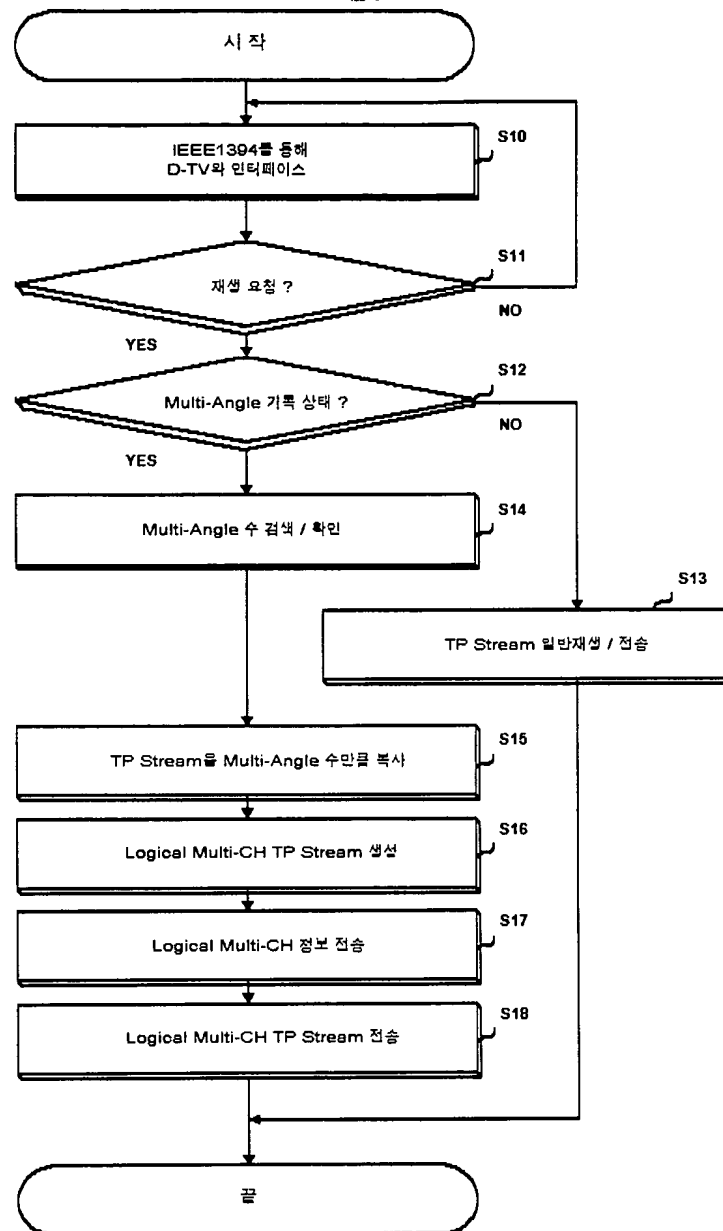 시 작
S10
IEEE1394를 통해
D-TV와 인터페이스
S11
재생 요청 ?
NO
YES
S12
Multi-Angle 기록 상태 ?
NO
YES
S14
Multi-Angle 수 검색 / 확인
S13
TP Stream 일반재생 / 전송
S15
TP Stream을 Multi-Angle 수만큼 복사
S16
Logical Multi-CH TP Stream 생성
S17
Logical Multi-CH 정보 전송
S18
Logical Multi-CH TP Stream 전송
끝